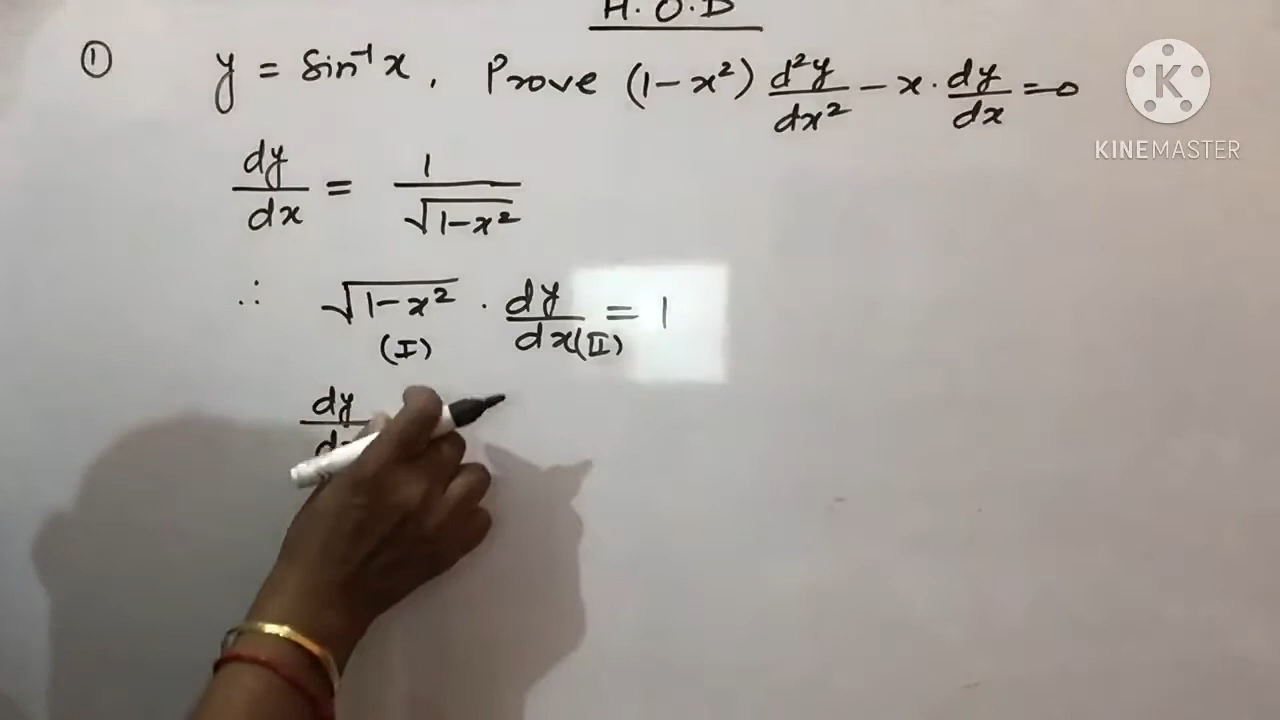 H.O.D
① y = Sin⁻¹x, Prove (1-x²) d²y/dx² - x. dy/dx = 0
K
KINEMASTER
dy/dx = 1/√(1-x²)
∴ √(1-x²) . dy/dx = 1
(I) (II)
dy